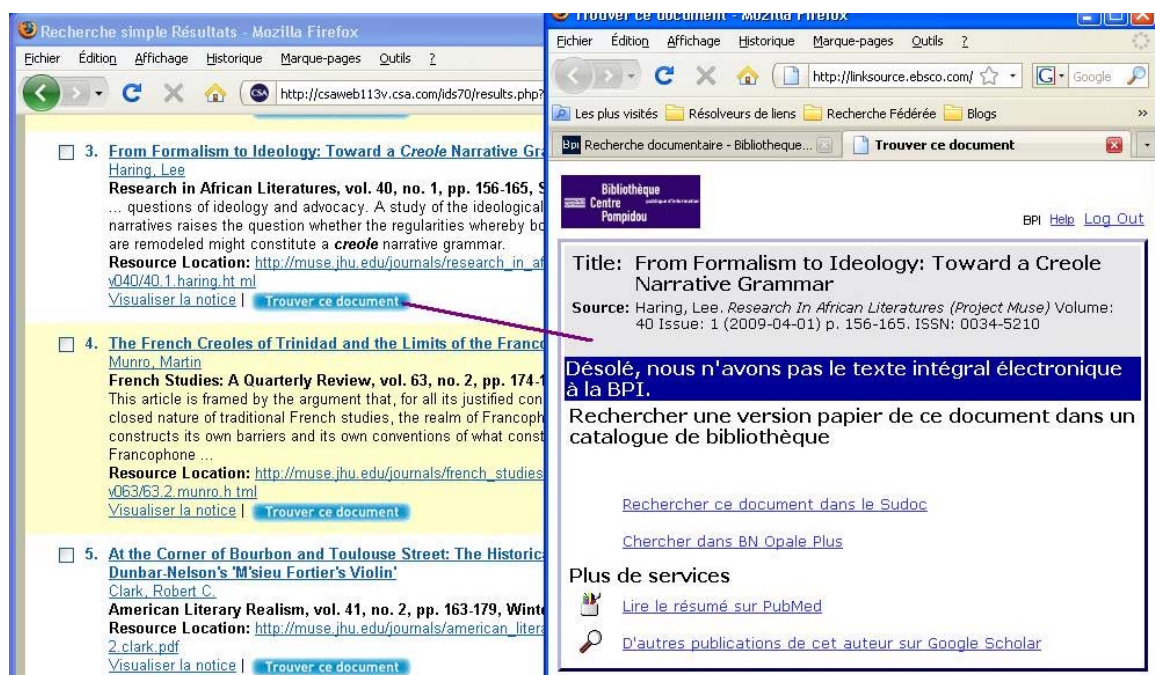 Recherche simple Résultats - Mozilla Firefox
Fichier Édition Affichage Historique Marque-pages Outils ?
http://csaweb113v.csa.com/ids70/results.php?
3. From Formalism to Ideology: Toward a Creole Narrative Gr
Haring, Lee
Research in African Literatures, vol. 40, no. 1, pp. 156-165, S
... questions of ideology and advocacy. A study of the ideological
narratives raises the question whether the regularities whereby bo
are remodeled might constitute a creole narrative grammar.
Resource Location: http://muse.jhu.edu/journals/research_in_af
v040/40.1.haring.ht ml
Visualiser la notice | Trouver ce document
4. The French Creoles of Trinidad and the Limits of the Franco
Munro, Martin
French Studies: A Quarterly Review, vol. 63, no. 2, pp. 174-1
This article is framed by the argument that, for all its justified con
closed nature of traditional French studies, the realm of Francoph
constructs its own barriers and its own conventions of what const
Francophone ...
Resource Location: http://muse.jhu.edu/journals/french_studies
v063/63.2.munro.h tml
Visualiser la notice | Trouver ce document
5. At the Corner of Bourbon and Toulouse Street: The Historic
Dunbar-Nelson's 'M'sieu Fortier's Violin'
Clark, Robert C.
American Literary Realism, vol. 41, no. 2, pp. 163-179, Winte
Resource Location: http://muse.jhu.edu/journals/american_litera
2.clark.pdf
Visualiser la notice | Trouver ce document
Trouver ce document - Mozilla Firefox
Fichier Édition Affichage Historique Marque-pages Outils ?
http://linksource.ebsco.com/ G Google
Les plus visités Résolveurs de liens Recherche Fédérée Blogs »
Bpi Recherche documentaire - Bibliotheque... Trouver ce document
Bibliothèque
Centre publique d'information
Pompidou
BPI Help Log Out
Title: From Formalism to Ideology: Toward a Creole
Narrative Grammar
Source: Haring, Lee. Research In African Literatures (Project Muse) Volume:
40 Issue: 1 (2009-04-01) p. 156-165. ISSN: 0034-5210
Désolé, nous n'avons pas le texte intégral électronique
à la BPI.
Rechercher une version papier de ce document dans un
catalogue de bibliothèque
Rechercher ce document dans le Sudoc
Chercher dans BN Opale Plus
Plus de services
Lire le résumé sur PubMed
D'autres publications de cet auteur sur Google Scholar